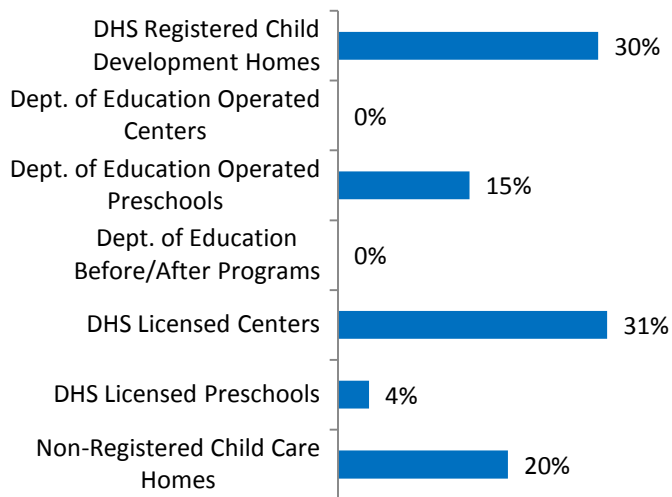 DHS Registered Child
Development Homes
30%
Dept. of Education Operated
Centers
0%
Dept. of Education Operated
Preschools
15%
Dept. of Education
Before/After Programs
0%
DHS Licensed Centers
31%
DHS Licensed Preschools
4%
Non-Registered Child Care
Homes
20%